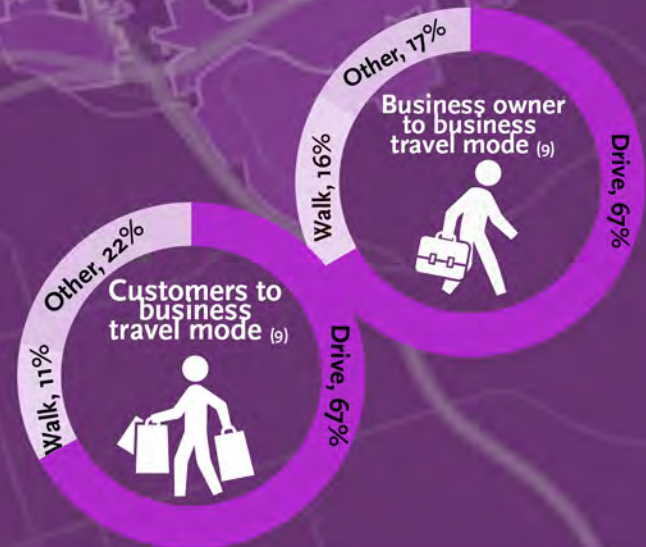 Other, 17%
Business owner
to business
travel mode (9)
Walk, 16%
Drive, 67%
Other, 22%
Customers to
business
travel mode (9)
Walk, 11%
Drive, 67%